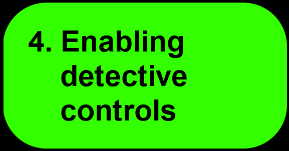 4. Enabling
detective
controls